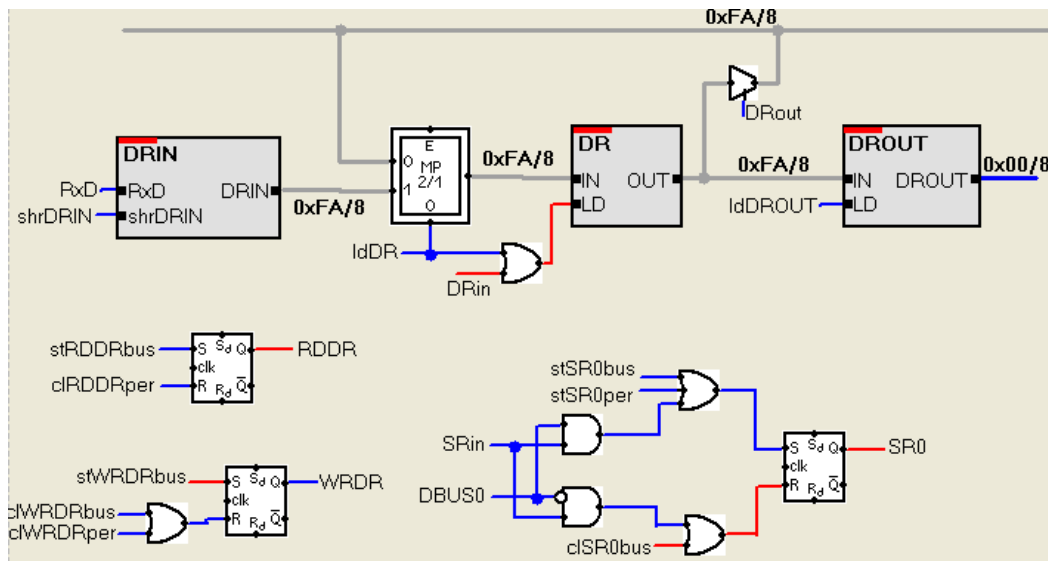 0xFA/8
DRout
DRIN
RxD
RxD
DRIN
shrDRIN
shrDRIN
0xFA/8
E
0
MP
1
2/1
0
0xFA/8
DR
IN
OUT
LD
0xFA/8
DROUT
IN
DROUT
LD
0x00/8
ldDROUT
ldDR
DRin
stRDDRbus
S
Sd
Q
RDDR
clk
clRDDRper
R
Rd
Q
stWRDRbus
S
Sd
Q
WRDR
clk
clWRDRbus
R
Rd
Q
clWRDRper
stSR0bus
stSR0per
SRin
DBUS0
clSR0bus
S
Sd
Q
SR0
clk
R
Rd
Q